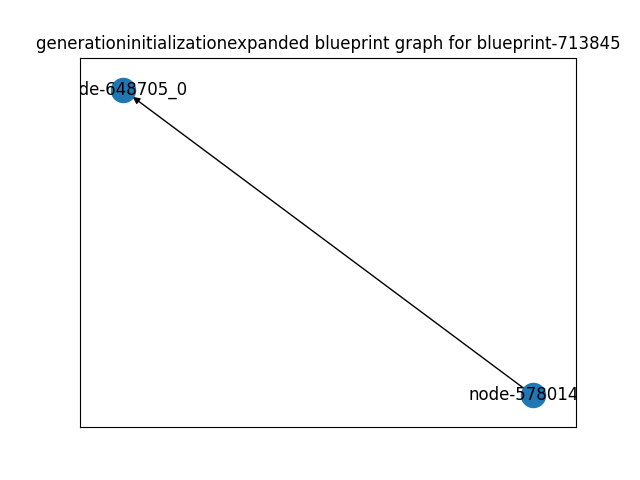 generationinitializationexpanded blueprint graph for blueprint-713845
de-648705_0
node-578014